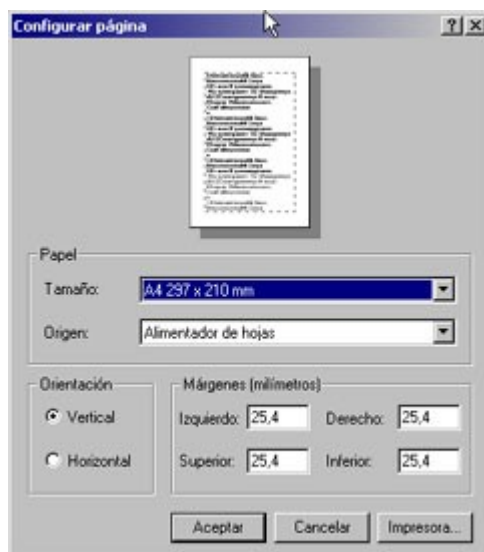 Configurar página
Papel
Tamaño: A4 297 x 210 mm
Origen: Alimentador de hojas
Orientación
Vertical
Horizontal
Márgenes (milímetros)
Izquierdo: 25,4 Derecho: 25,4
Superior: 25,4 Inferior: 25,4
Aceptar Cancelar Impresora...